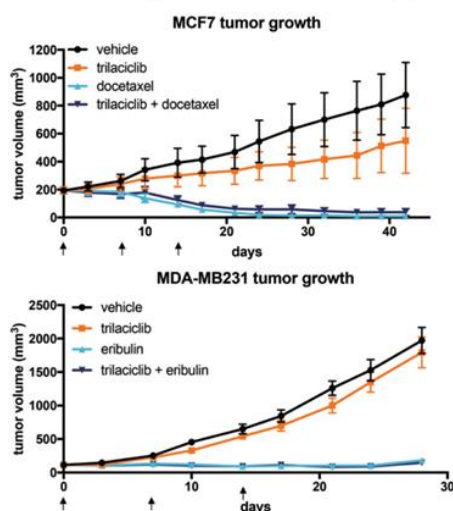 MCF7 tumor growth
vehicle
trilaciclib
docetaxel
trilaciclib + docetaxel
tumor volume (mm³)
1200
1000
800
600
400
200
0
0 10 20 30 40
days
MDA-MB231 tumor growth
vehicle
trilaciclib
eribulin
trilaciclib + eribulin
tumor volume (mm³)
2500
2000
1500
1000
500
0
0 10 20 30
days